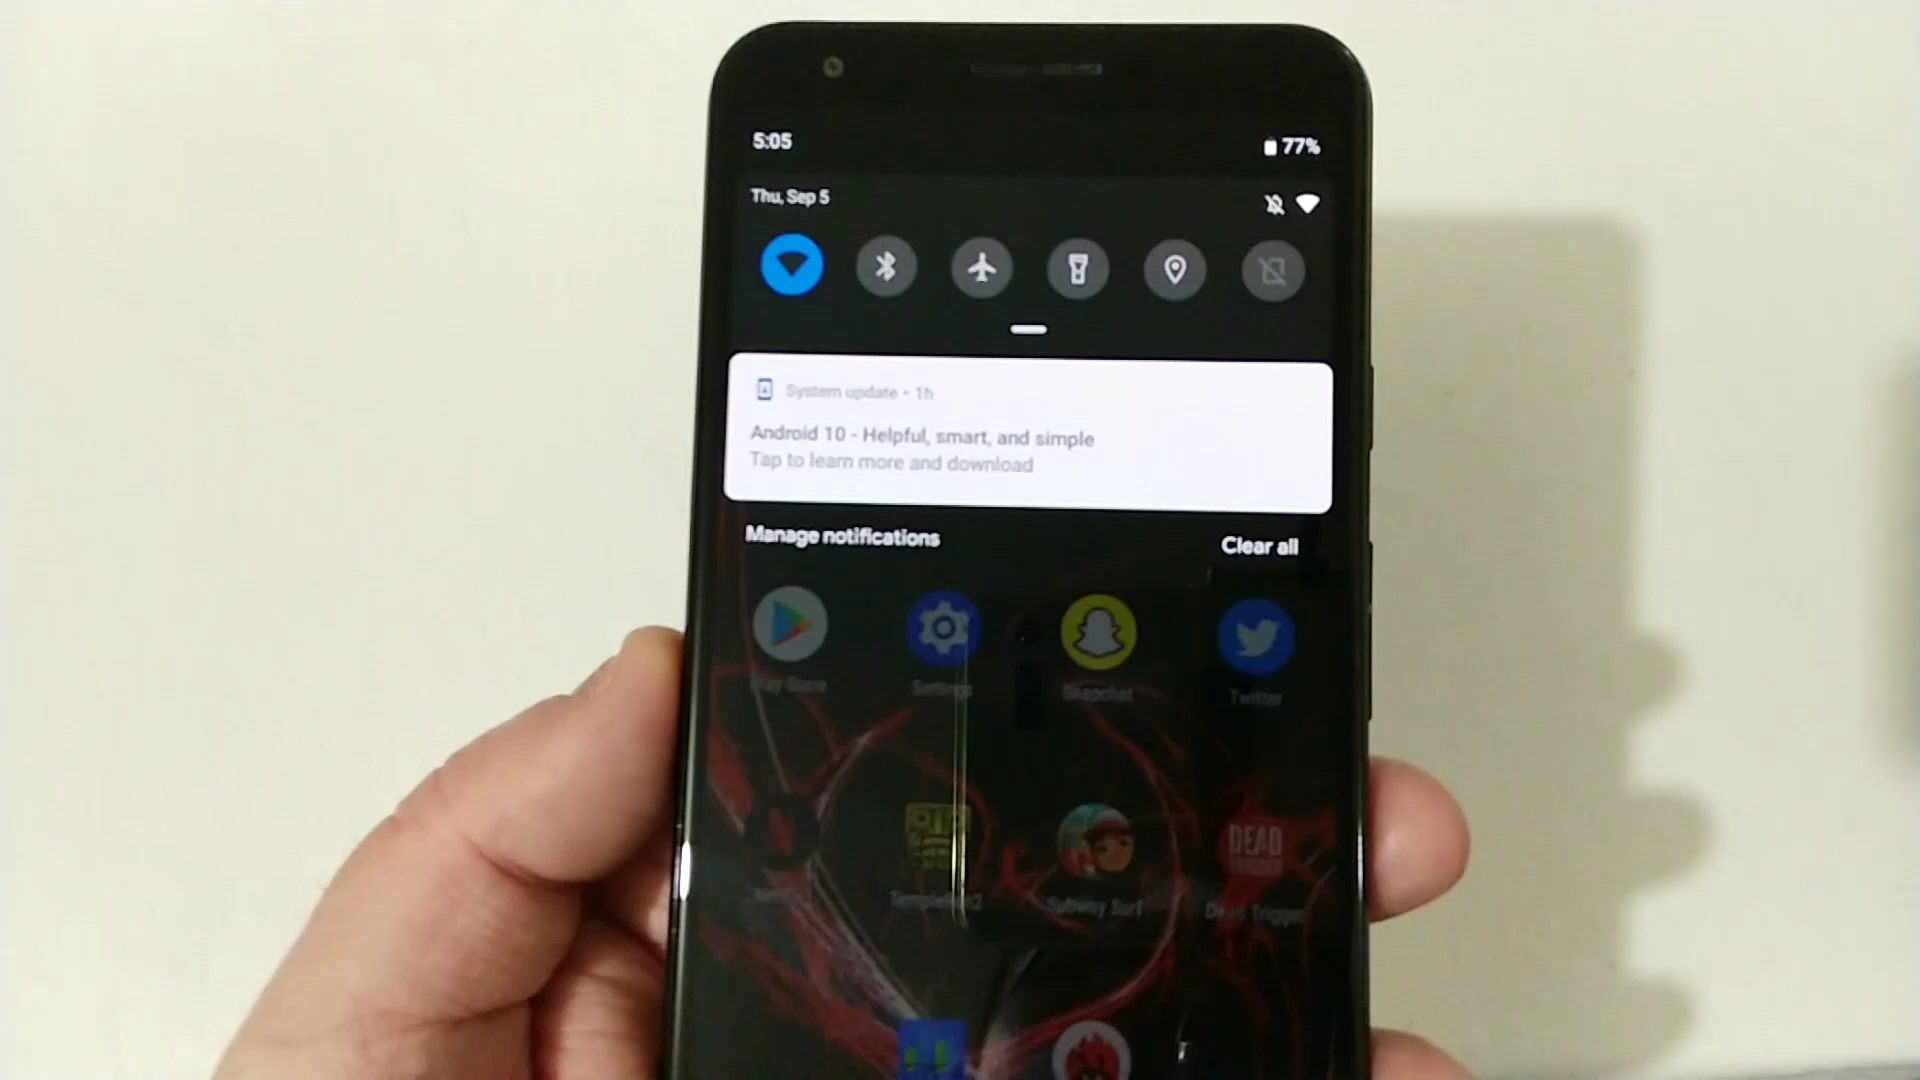 5:05
77%
Thu, Sep 5
System update • 1h
Android 10 - Helpful, smart, and simple
Tap to learn more and download
Manage notifications
Clear all
Play Store
Settings
Snapchat
Twitter
Temple Run 2
Subway Surf
DEAD
Dead Trigger